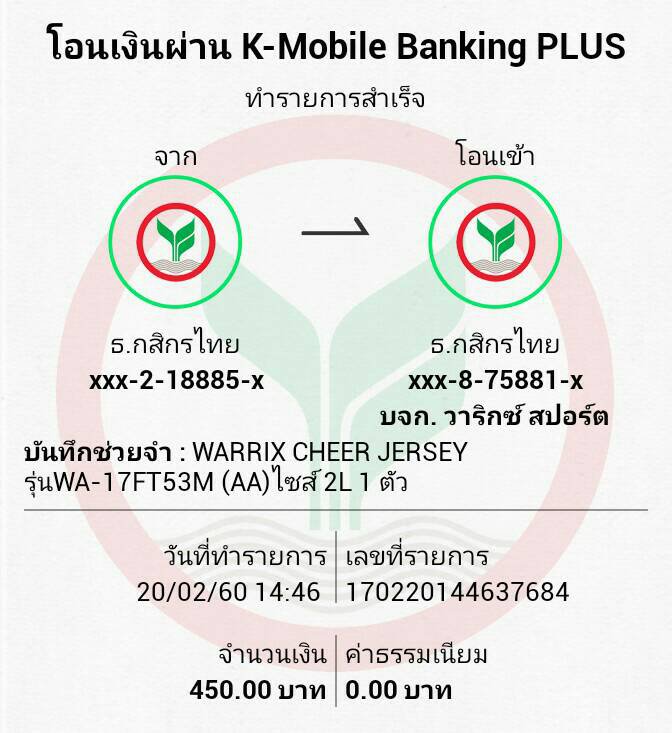 โอนเงินผ่าน K-Mobile Banking PLUS
ทำรายการสำเร็จ
จาก
โอนเข้า
ธ.กสิกรไทย
xxx-2-18885-x
ธ.กสิกรไทย
xxx-8-75881-x
บจก. วาริกซ์ สปอร์ต
บันทึกช่วยจำ : WARRIX CHEER JERSEY
รุ่นWA-17FT53M (AA)ไซส์ 2L 1 ตัว
วันที่ทำรายการ
20/02/60 14:46
เลขที่รายการ
170220144637684
จำนวนเงิน
450.00 บาท
ค่าธรรมเนียม
0.00 บาท